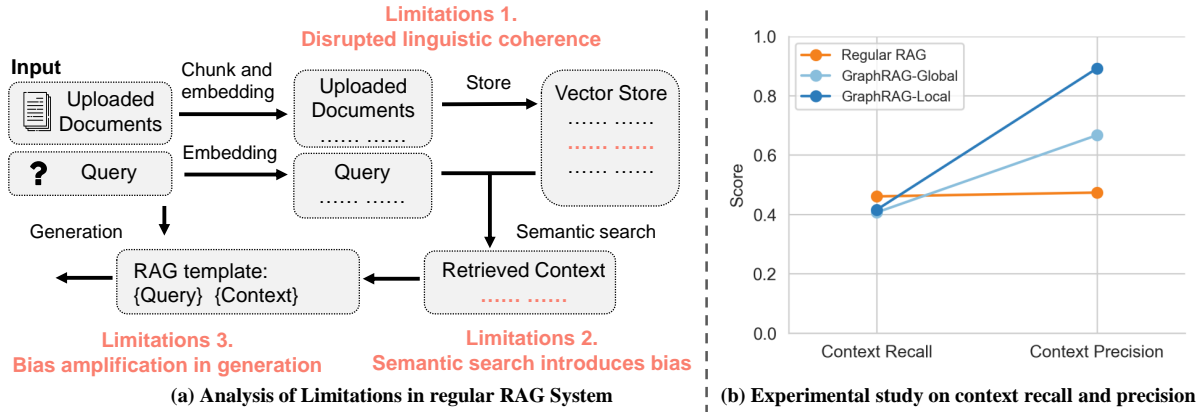 Limitations 1.
Disrupted linguistic coherence
Input
Uploaded
Documents
Chunk and
embedding
Uploaded
Documents
...... ......
Store
Vector Store
...... ......
...... ......
...... ......
? Query
Embedding
Query
...... ......
Generation
Semantic search
RAG template:
{Query} {Context}
Retrieved Context
...... ......
Limitations 3.
Bias amplification in generation
Limitations 2.
Semantic search introduces bias
(a) Analysis of Limitations in regular RAG System
1.0
0.8
0.6
0.4
0.2
0.0
Score
Regular RAG
GraphRAG-Global
GraphRAG-Local
Context Recall
Context Precision
(b) Experimental study on context recall and precision